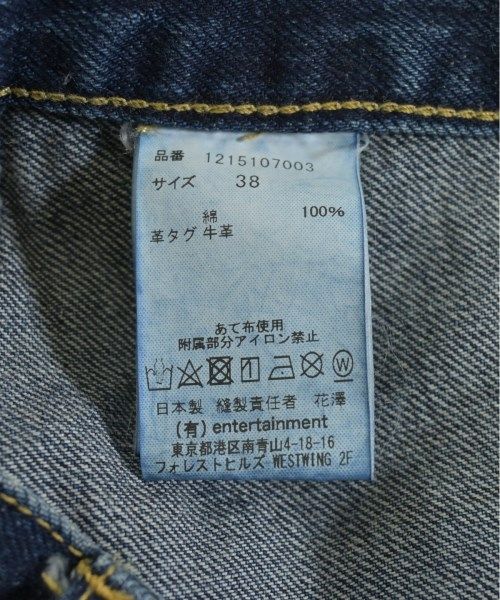 品番 1215107003
サイズ 38
綿 100%
革タグ 牛革
あて布使用
附属部分アイロン禁止
W
日本製 縫製責任者 花澤
(有) entertainment
東京都港区南青山4-18-16
フォレストヒルズ WESTWING 2F